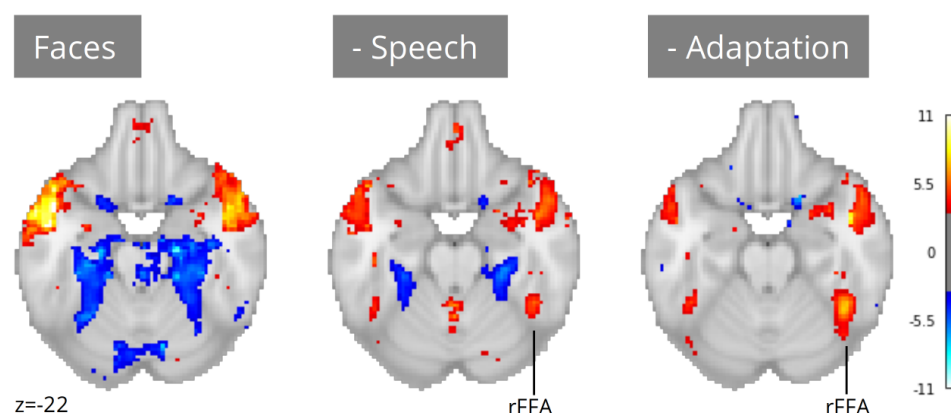 Faces
- Speech
- Adaptation
11
5.5
0
-5.5
-11
z=-22
rFFA
rFFA